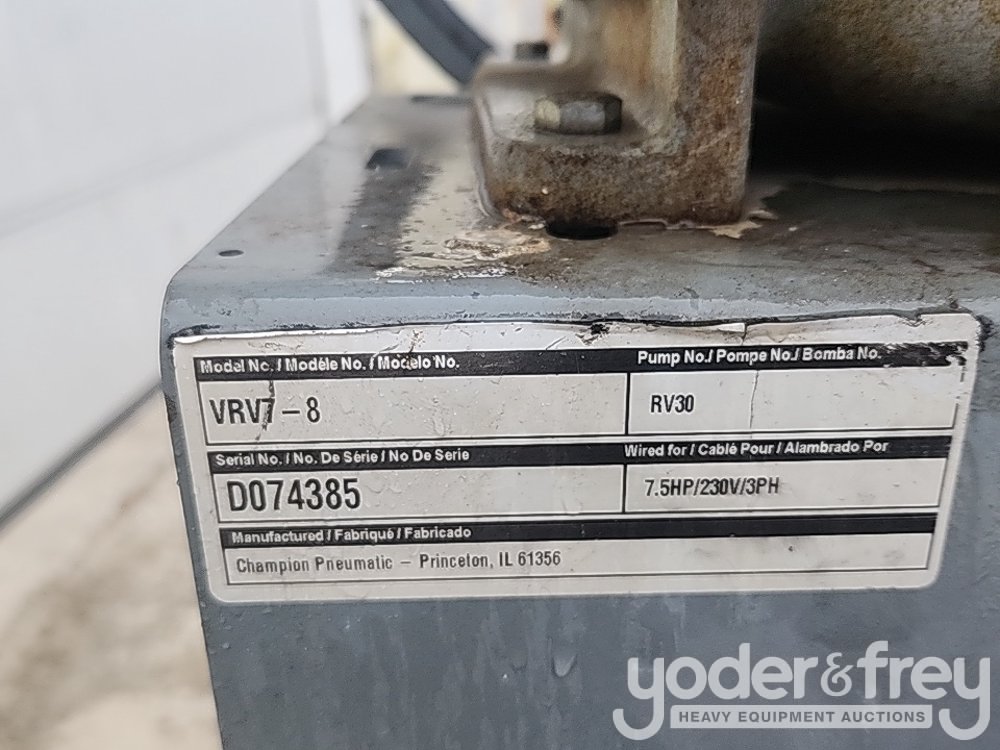 Model No. / Modèle No. / Modelo No.
Pump No./ Pompe No./ Bomba No.
VRV7-8
RV30
Serial No. / No. De Série / No De Serie
Wired for / Cablé Pour / Alambrado Por
D074385
7.5HP/230V/3PH
Manufactured / Fabriqué / Fabricado
Champion Pneumatic – Princeton, IL 61356
yoder&frey
HEAVY EQUIPMENT AUCTIONS